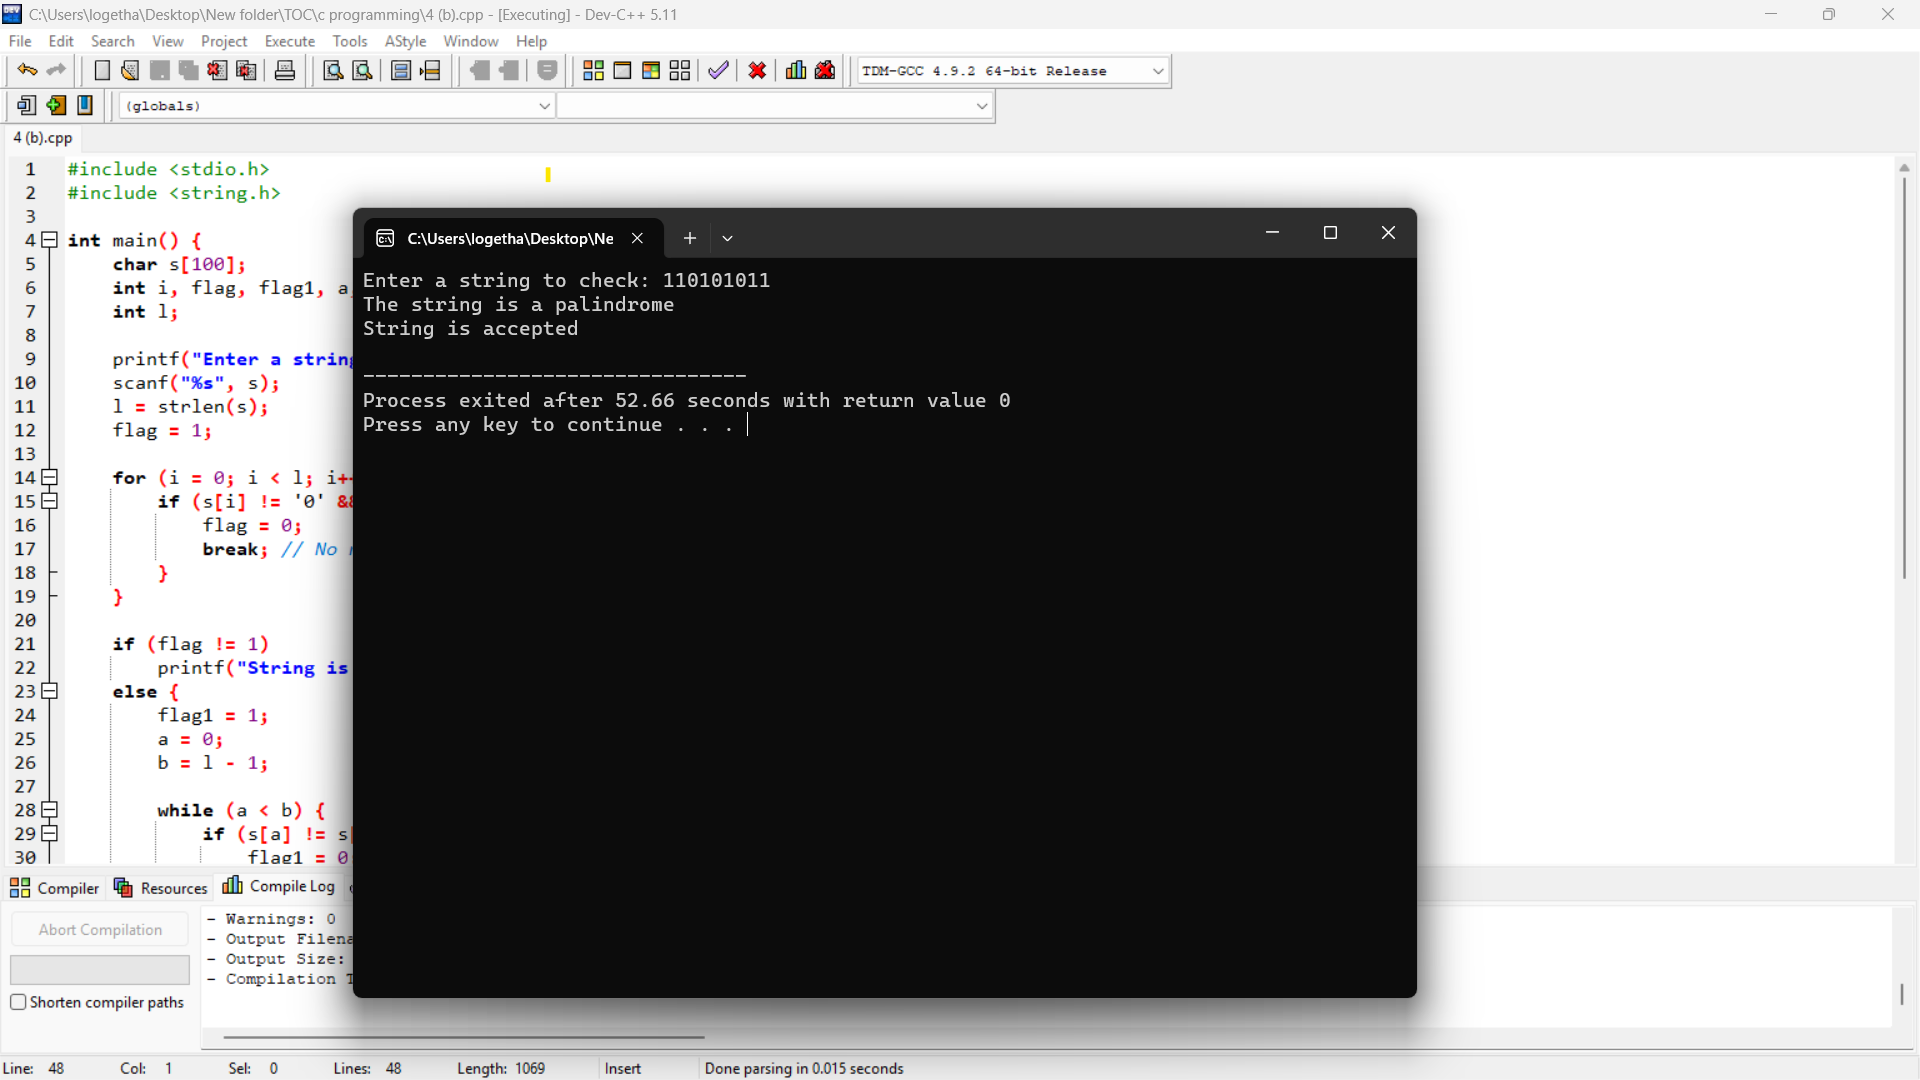 C:\Users\logetha\Desktop\New folder\TOC\c programming\4 (b).cpp - [Executing] - Dev-C++ 5.11
File Edit Search View Project Execute Tools AStyle Window Help
TDM-GCC 4.9.2 64-bit Release
(globals)
4 (b).cpp
1 #include <stdio.h>
2 #include <string.h>
3
4 int main() {
5 char s[100];
6 int i, flag, flag1, a
7 int l;
8
9 printf("Enter a string
10 scanf("%s", s);
11 l = strlen(s);
12 flag = 1;
13
14 for (i = 0; i < l; i+
15 if (s[i] != '0' &&
16 flag = 0;
17 break; // No
18 }
19 }
20
21 if (flag != 1)
22 printf("String is
23 else {
24 flag1 = 1;
25 a = 0;
26 b = l - 1;
27
28 while (a < b) {
29 if (s[a] != s[
30 flag1 = 0
C:\Users\logetha\Desktop\Ne
Enter a string to check: 110101011
The string is a palindrome
String is accepted
--------------------------------
Process exited after 52.66 seconds with return value 0
Press any key to continue . . .
Compiler Resources Compile Log
Abort Compilation
Shorten compiler paths
- Warnings: 0
- Output Filena
- Output Size:
- Compilation T
Line: 48 Col: 1 Sel: 0 Lines: 48 Length: 1069 Insert Done parsing in 0.015 seconds